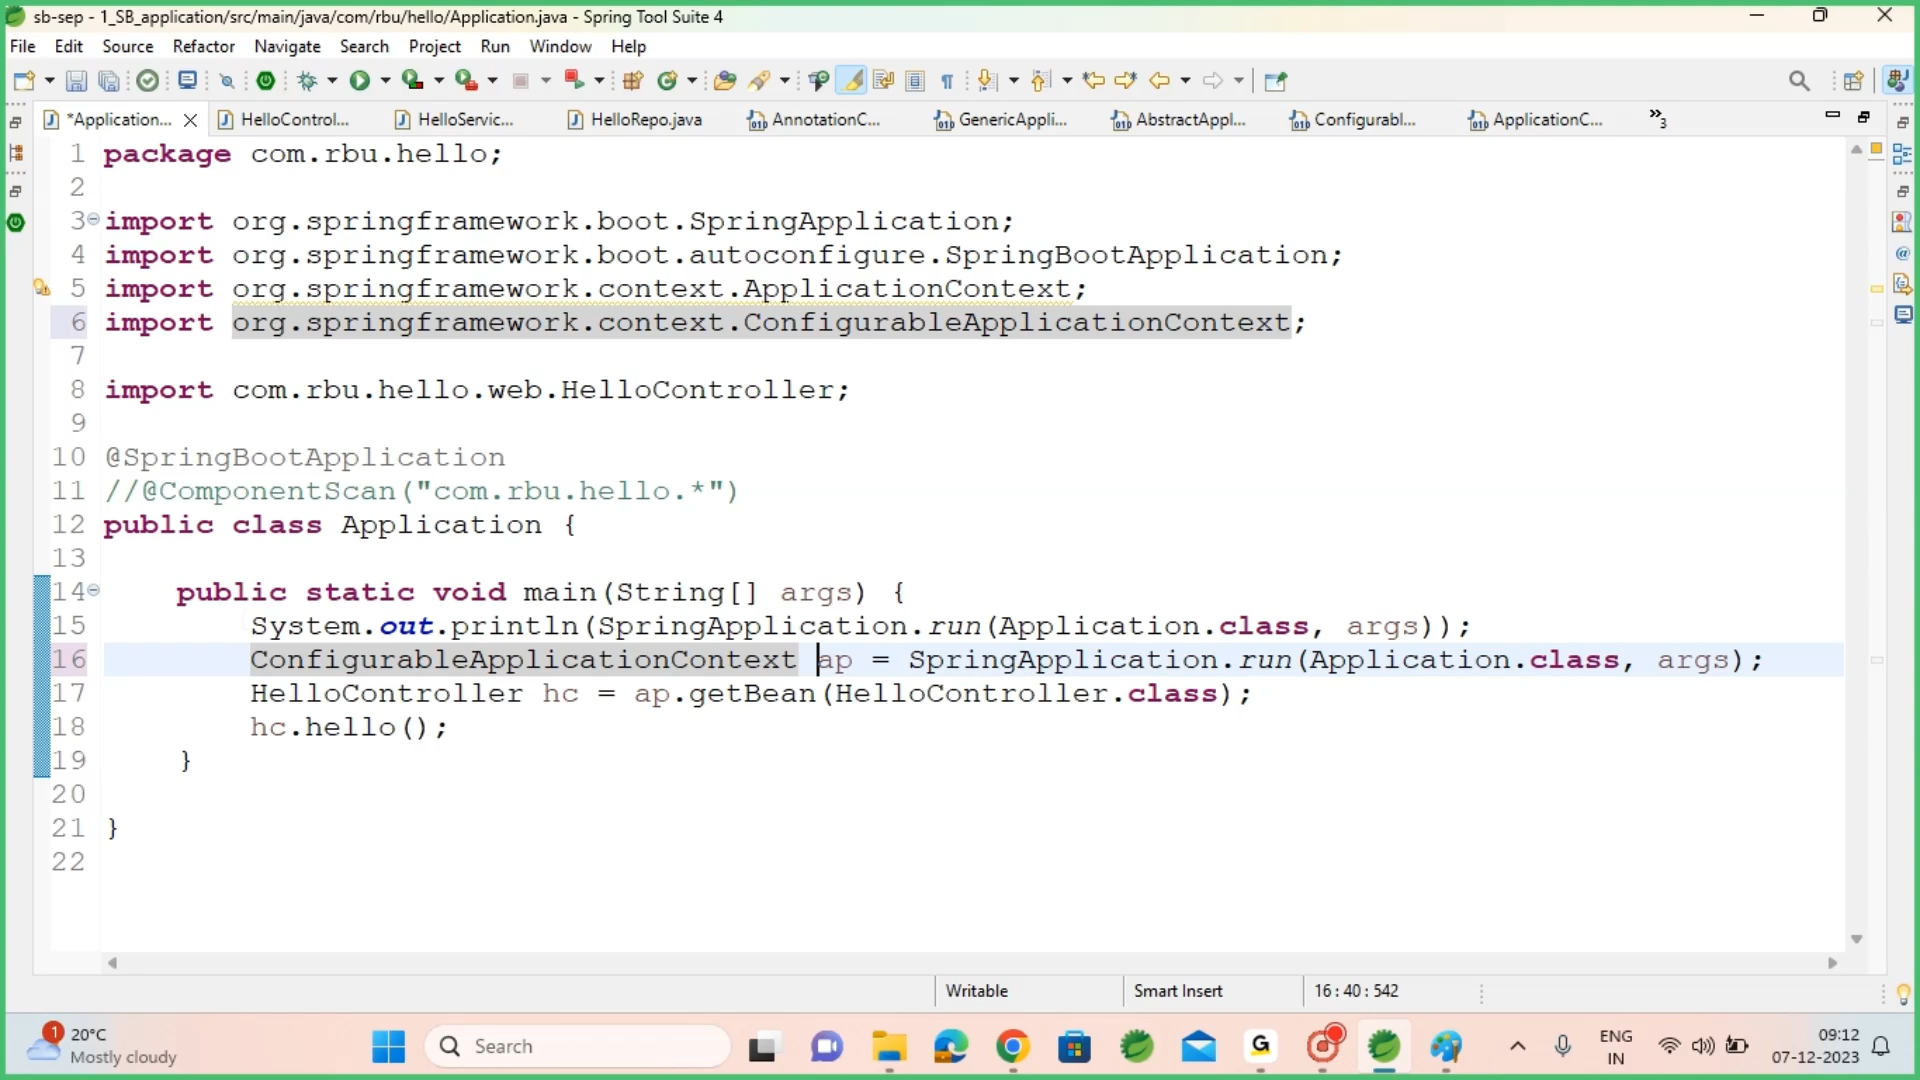 sb-sep - 1_SB_application/src/main/java/com/rbu/hello/Application.java - Spring Tool Suite 4
File Edit Source Refactor Navigate Search Project Run Window Help
*Application... HelloControl... HelloServic... HelloRepo.java AnnotationC... GenericAppli... AbstractAppl... Configurabl... ApplicationC... »3
1 package com.rbu.hello;
2
3 import org.springframework.boot.SpringApplication;
4 import org.springframework.boot.autoconfigure.SpringBootApplication;
5 import org.springframework.context.ApplicationContext;
6 import org.springframework.context.ConfigurableApplicationContext;
7
8 import com.rbu.hello.web.HelloController;
9
10 @SpringBootApplication
11 //@ComponentScan("com.rbu.hello.*")
12 public class Application {
13
14 public static void main(String[] args) {
15 System.out.println(SpringApplication.run(Application.class, args));
16 ConfigurableApplicationContext ap = SpringApplication.run(Application.class, args);
17 HelloController hc = ap.getBean(HelloController.class);
18 hc.hello();
19 }
20
21 }
22
Writable Smart Insert 16 : 40 : 542
1 20°C
Mostly cloudy
Search
ENG
IN
09:12
07-12-2023